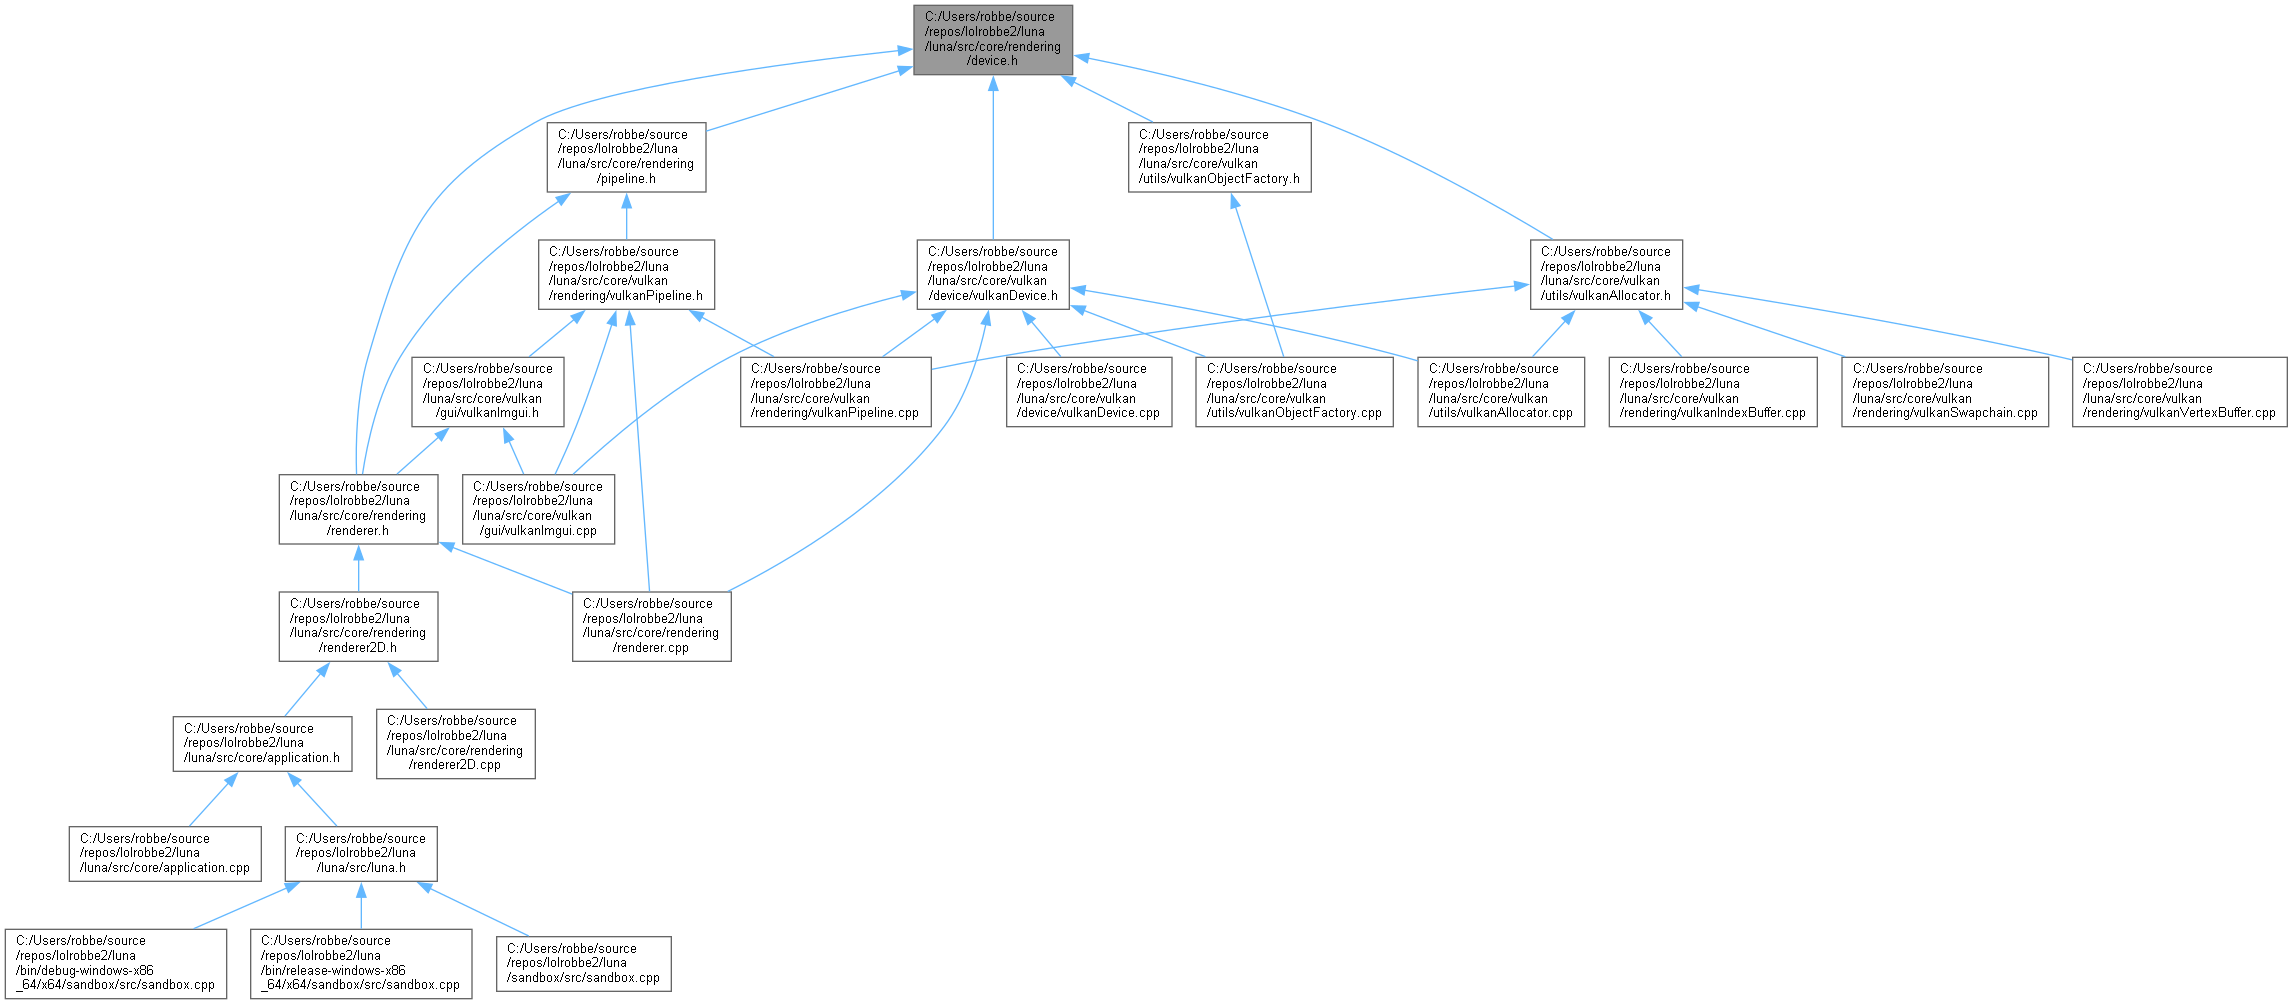 C:/Users/robbe/source
/repos/lolrobbe2/luna
/luna/src/core/rendering
/device.h
C:/Users/robbe/source
/repos/lolrobbe2/luna
/luna/src/core/rendering
/pipeline.h
C:/Users/robbe/source
/repos/lolrobbe2/luna
/luna/src/core/vulkan
/utils/vulkanObjectFactory.h
C:/Users/robbe/source
/repos/lolrobbe2/luna
/luna/src/core/vulkan
/rendering/vulkanPipeline.h
C:/Users/robbe/source
/repos/lolrobbe2/luna
/luna/src/core/vulkan
/device/vulkanDevice.h
C:/Users/robbe/source
/repos/lolrobbe2/luna
/luna/src/core/vulkan
/utils/vulkanAllocator.h
C:/Users/robbe/source
/repos/lolrobbe2/luna
/luna/src/core/vulkan
/gui/vulkanImgui.h
C:/Users/robbe/source
/repos/lolrobbe2/luna
/luna/src/core/vulkan
/rendering/vulkanPipeline.cpp
C:/Users/robbe/source
/repos/lolrobbe2/luna
/luna/src/core/vulkan
/device/vulkanDevice.cpp
C:/Users/robbe/source
/repos/lolrobbe2/luna
/luna/src/core/vulkan
/utils/vulkanObjectFactory.cpp
C:/Users/robbe/source
/repos/lolrobbe2/luna
/luna/src/core/vulkan
/utils/vulkanAllocator.cpp
C:/Users/robbe/source
/repos/lolrobbe2/luna
/luna/src/core/vulkan
/rendering/vulkanIndexBuffer.cpp
C:/Users/robbe/source
/repos/lolrobbe2/luna
/luna/src/core/vulkan
/rendering/vulkanSwapchain.cpp
C:/Users/robbe/source
/repos/lolrobbe2/luna
/luna/src/core/vulkan
/rendering/vulkanVertexBuffer.cpp
C:/Users/robbe/source
/repos/lolrobbe2/luna
/luna/src/core/rendering
/renderer.h
C:/Users/robbe/source
/repos/lolrobbe2/luna
/luna/src/core/vulkan
/gui/vulkanImgui.cpp
C:/Users/robbe/source
/repos/lolrobbe2/luna
/luna/src/core/rendering
/renderer2D.h
C:/Users/robbe/source
/repos/lolrobbe2/luna
/luna/src/core/rendering
/renderer.cpp
C:/Users/robbe/source
/repos/lolrobbe2/luna
/luna/src/core/application.h
C:/Users/robbe/source
/repos/lolrobbe2/luna
/luna/src/core/rendering
/renderer2D.cpp
C:/Users/robbe/source
/repos/lolrobbe2/luna
/luna/src/core/application.cpp
C:/Users/robbe/source
/repos/lolrobbe2/luna
/luna/src/luna.h
C:/Users/robbe/source
/repos/lolrobbe2/luna
/bin/debug-windows-x86
_64/x64/sandbox/src/sandbox.cpp
C:/Users/robbe/source
/repos/lolrobbe2/luna
/bin/release-windows-x86
_64/x64/sandbox/src/sandbox.cpp
C:/Users/robbe/source
/repos/lolrobbe2/luna
/sandbox/src/sandbox.cpp